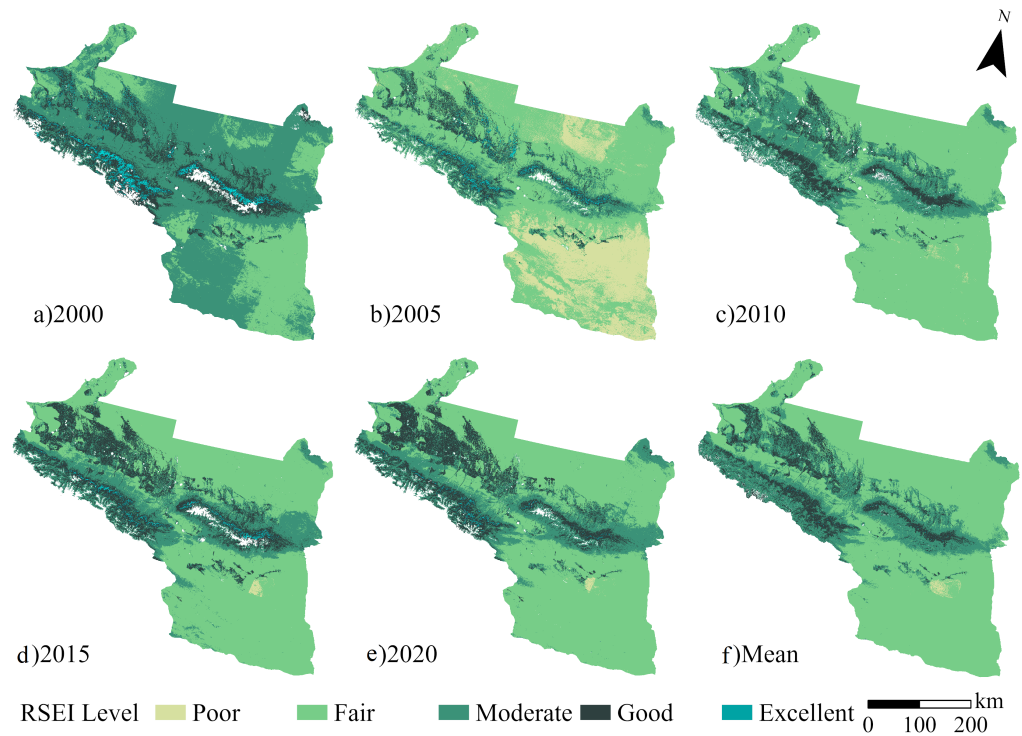 N
a)2000
b)2005
c)2010
d)2015
e)2020
f)Mean
RSEI Level Poor Fair Moderate Good Excellent
km
0 100 200